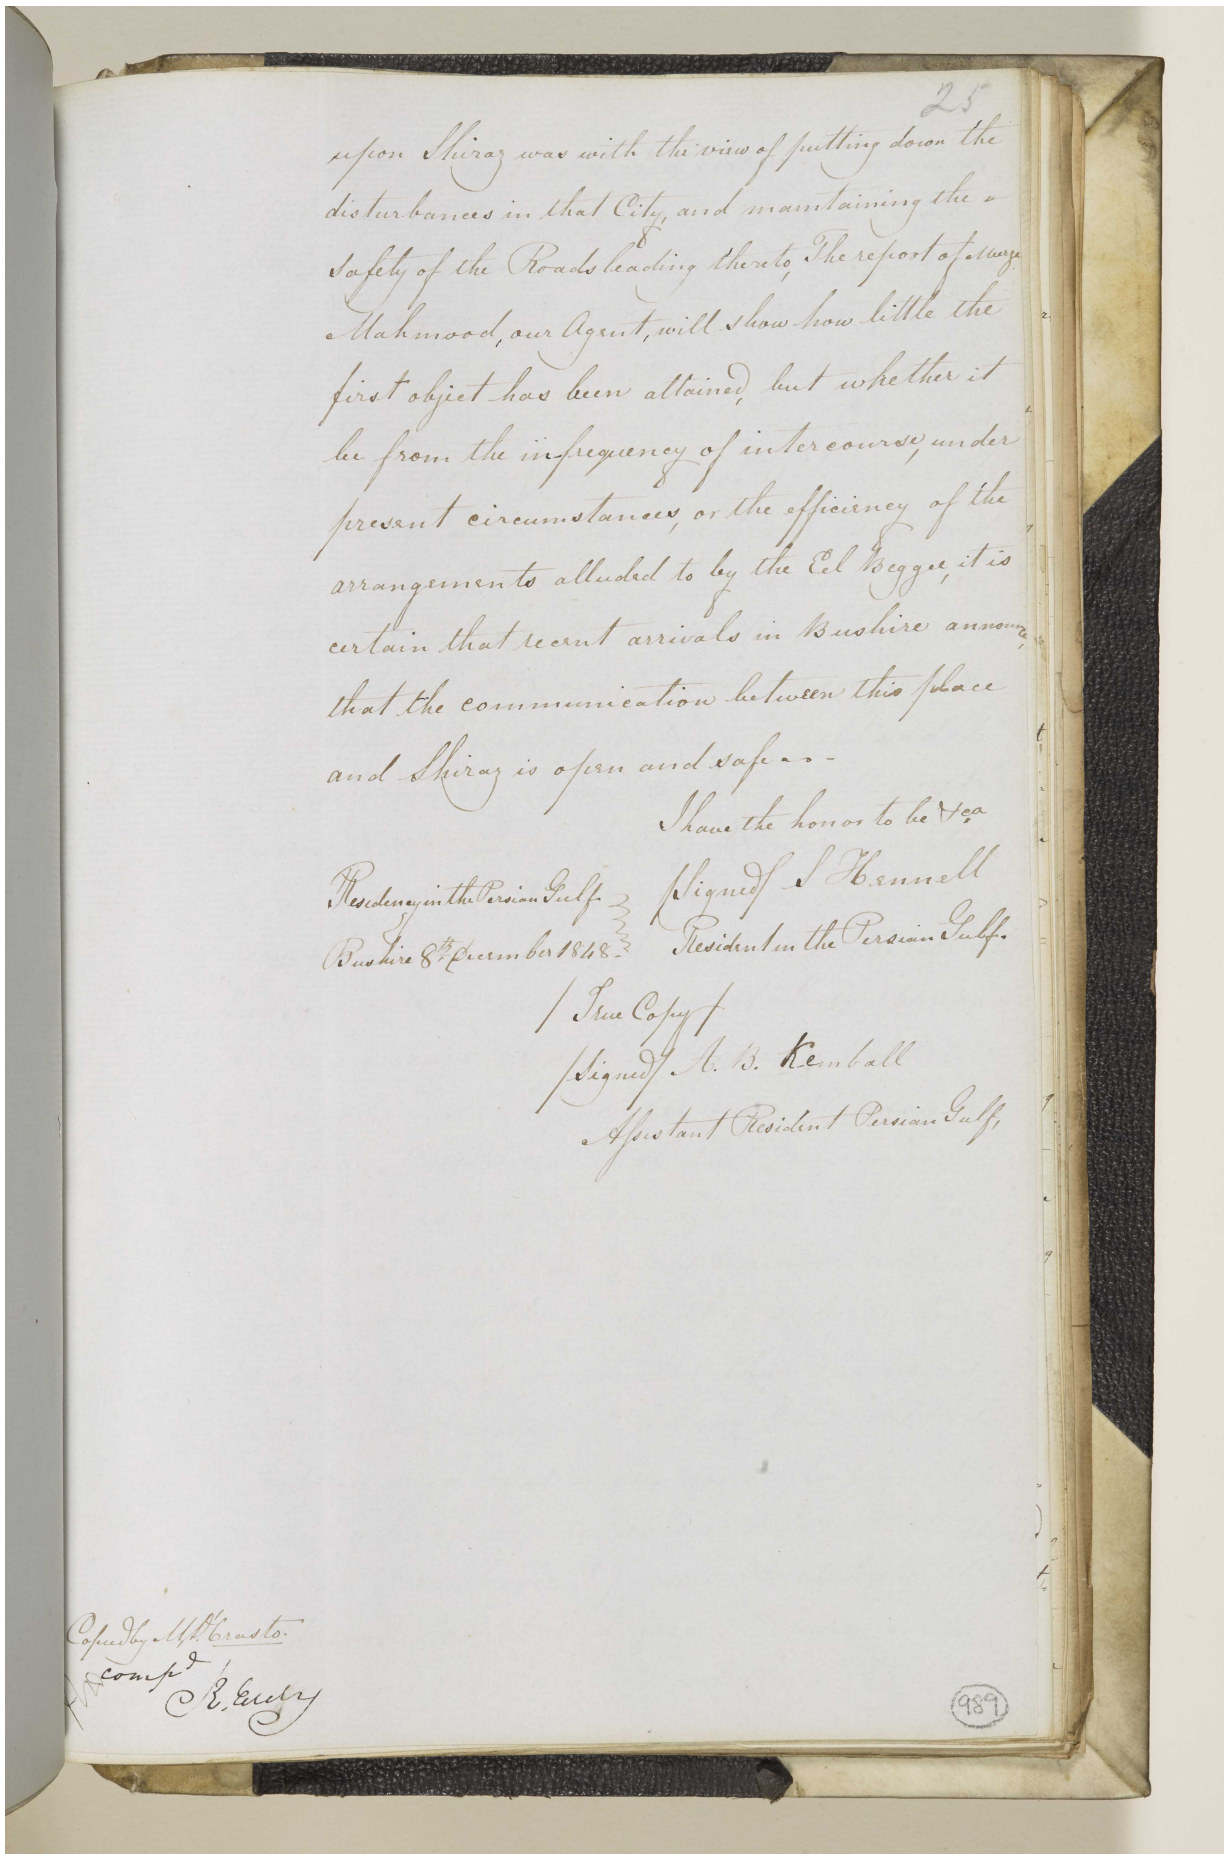 25
upon Shiraz was with the view of putting down the
disturbances in that City, and maintaining the
safety of the Roads leading thereto, The report of
Mahmood, our Agent, will show how little the
first object has been attained, but whether it
be from the infrequency of intercourse, under
present circumstances, or the efficiency of the
arrangements alluded to by the Eel Beggee, it is
certain that recent arrivals in Bushire announce,
that the communication between this place
and Shiraz is open and safe - - -
I have the honor to be &ca
/Signed/ S Hennell
Residency in the Persian Gulf
Resident in the Persian Gulf.
Bushire 8th December 1848
/ True Copy /
/Signed/ A. B. Kemball
Assistant Resident Persian Gulf,
Copied by M, D'Crasto.
compd
989